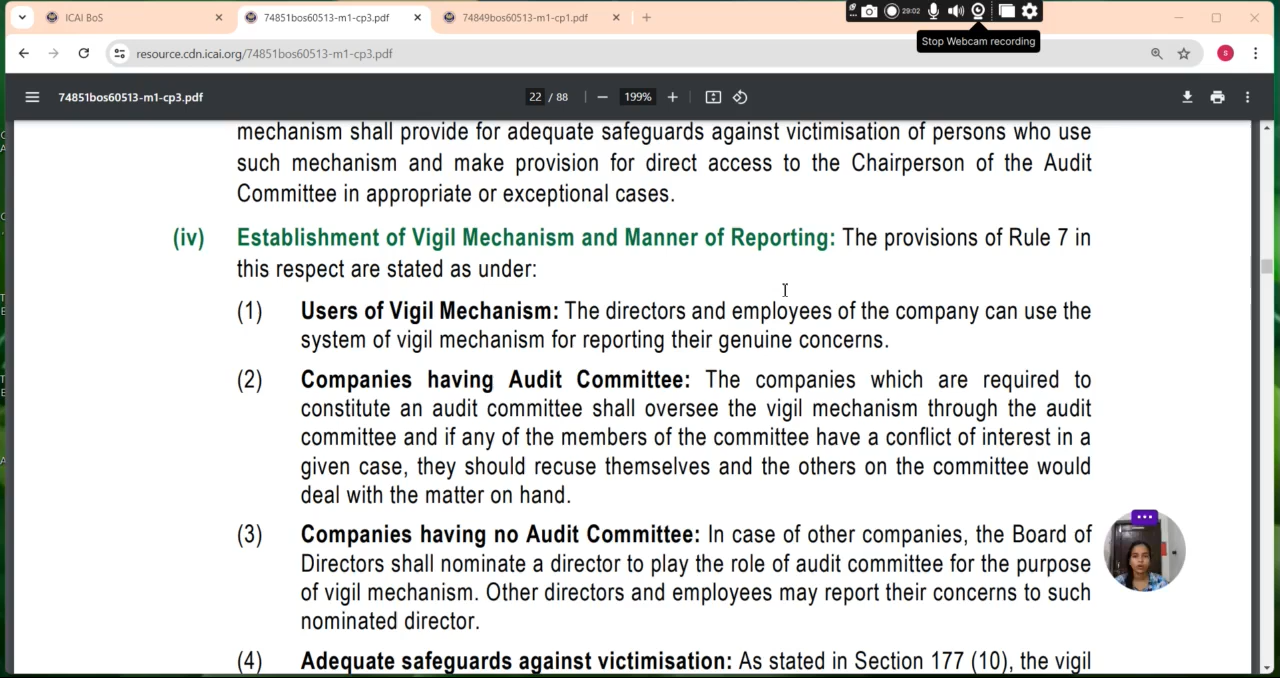 ICAI BoS
74851bos60513-m1-cp3.pdf
74849bos60513-m1-cp1.pdf
29:02
Stop Webcam recording
resource.cdn.icai.org/74851bos60513-m1-cp3.pdf
S
74851bos60513-m1-cp3.pdf
22 / 88
199%
mechanism shall provide for adequate safeguards against victimisation of persons who use
such mechanism and make provision for direct access to the Chairperson of the Audit
Committee in appropriate or exceptional cases.
(iv) Establishment of Vigil Mechanism and Manner of Reporting: The provisions of Rule 7 in
this respect are stated as under:
(1) Users of Vigil Mechanism: The directors and employees of the company can use the
system of vigil mechanism for reporting their genuine concerns.
(2) Companies having Audit Committee: The companies which are required to
constitute an audit committee shall oversee the vigil mechanism through the audit
committee and if any of the members of the committee have a conflict of interest in a
given case, they should recuse themselves and the others on the committee would
deal with the matter on hand.
(3) Companies having no Audit Committee: In case of other companies, the Board of
Directors shall nominate a director to play the role of audit committee for the purpose
of vigil mechanism. Other directors and employees may report their concerns to such
nominated director.
(4) Adequate safeguards against victimisation: As stated in Section 177 (10), the vigil